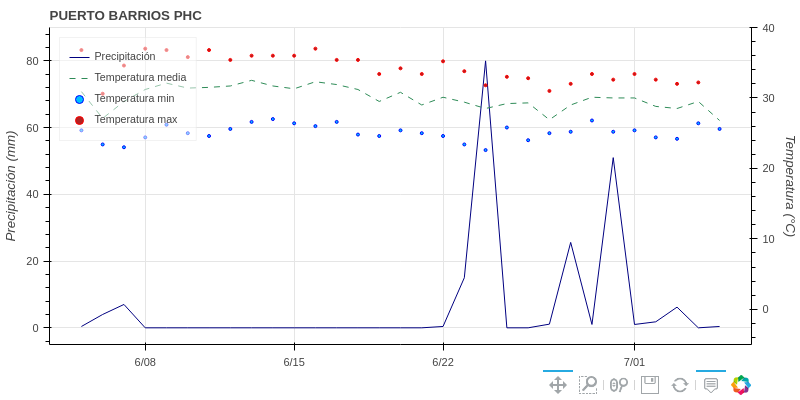 PUERTO BARRIOS PHC
Precipitación
Temperatura media
Temperatura min
Temperatura max
Precipitación (mm)
80
60
40
20
0
40
30
20
10
0
Temperatura (°C)
6/08
6/15
6/22
7/01